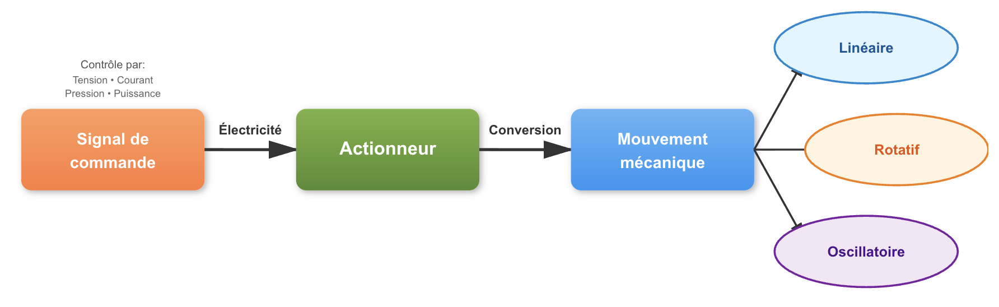 Contrôle par:
Tension • Courant
Pression • Puissance
Signal de
commande
Électricité
Actionneur
Conversion
Mouvement
mécanique
Linéaire
Rotatif
Oscillatoire